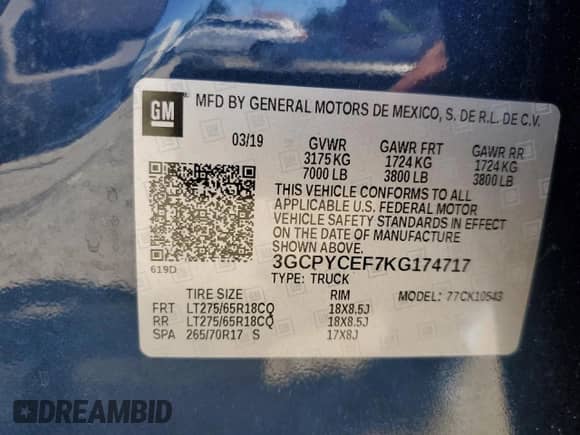 GM MFD BY GENERAL MOTORS DE MEXICO, S. DE R.L. DE C.V.
03/19 GVWR GAWR FRT GAWR RR
3175 KG 1724 KG 1724 KG
7000 LB 3800 LB 3800 LB
THIS VEHICLE CONFORMS TO ALL
APPLICABLE U.S. FEDERAL MOTOR
VEHICLE SAFETY STANDARDS IN EFFECT
ON THE DATE OF MANUFACTURE
SHOWN ABOVE.
619D 3GCPYCEF7KG174717
TYPE: TRUCK MODEL: 77CK10543
TIRE SIZE RIM
FRT LT275/65R18CQ 18X8.5J
RR LT275/65R18CQ 18X8.5J
SPA 265/70R17 S 17X8J
DREAMBID